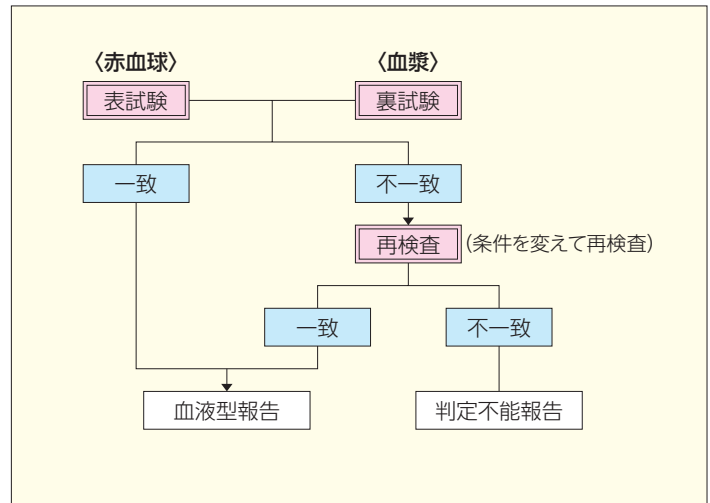 〈赤血球〉 〈血漿〉
表試験 裏試験
一致 不一致
再検査 (条件を変えて再検査)
一致 不一致
血液型報告 判定不能報告